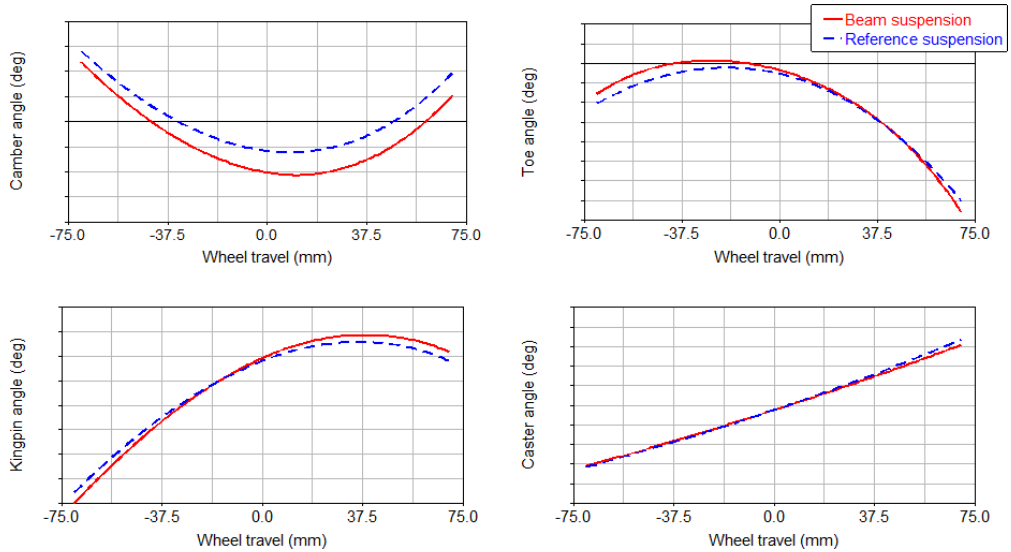 Beam suspension
Reference suspension
Camber angle (deg)
-75.0 -37.5 0.0 37.5 75.0
Wheel travel (mm)
Toe angle (deg)
-75.0 -37.5 0.0 37.5 75.0
Wheel travel (mm)
Kingpin angle (deg)
-75.0 -37.5 0.0 37.5 75.0
Wheel travel (mm)
Caster angle (deg)
-75.0 -37.5 0.0 37.5 75.0
Wheel travel (mm)